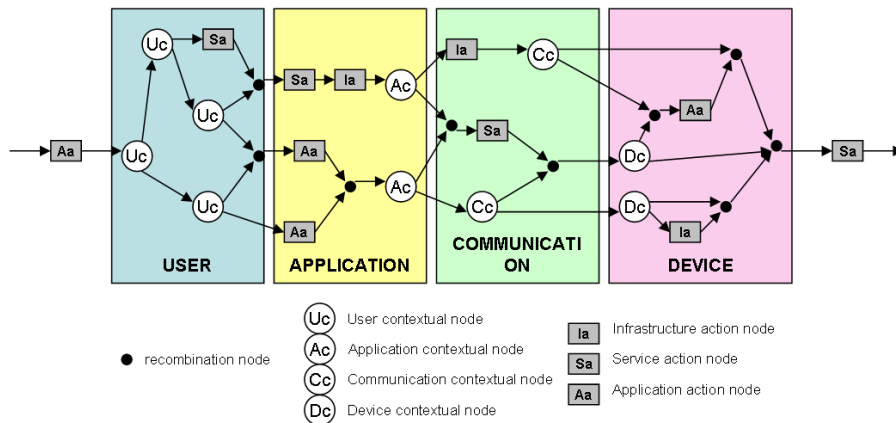 Uc
Sa
Ia
Cc
Sa
Ia
Ac
Aa
Uc
Aa
Sa
Aa
Uc
Aa
Dc
Sa
Uc
Ac
Cc
Dc
Aa
Ia
USER
APPLICATION
COMMUNICATI
ON
DEVICE
recombination node
Uc User contextual node
Ac Application contextual node
Cc Communication contextual node
Dc Device contextual node
Ia Infrastructure action node
Sa Service action node
Aa Application action node